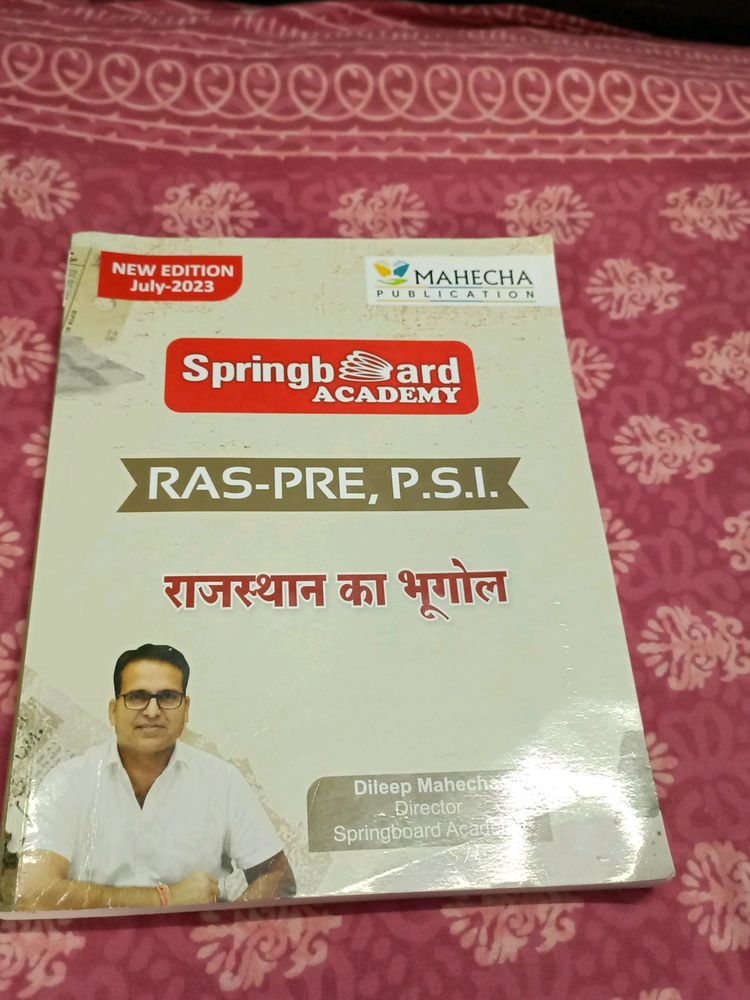 NEW EDITION
July-2023
MAHECHA
PUBLICATION
Springboard
ACADEMY
RAS-PRE, P.S.I.
राजस्थान का भूगोल
Dileep Mahecha
Director
Springboard